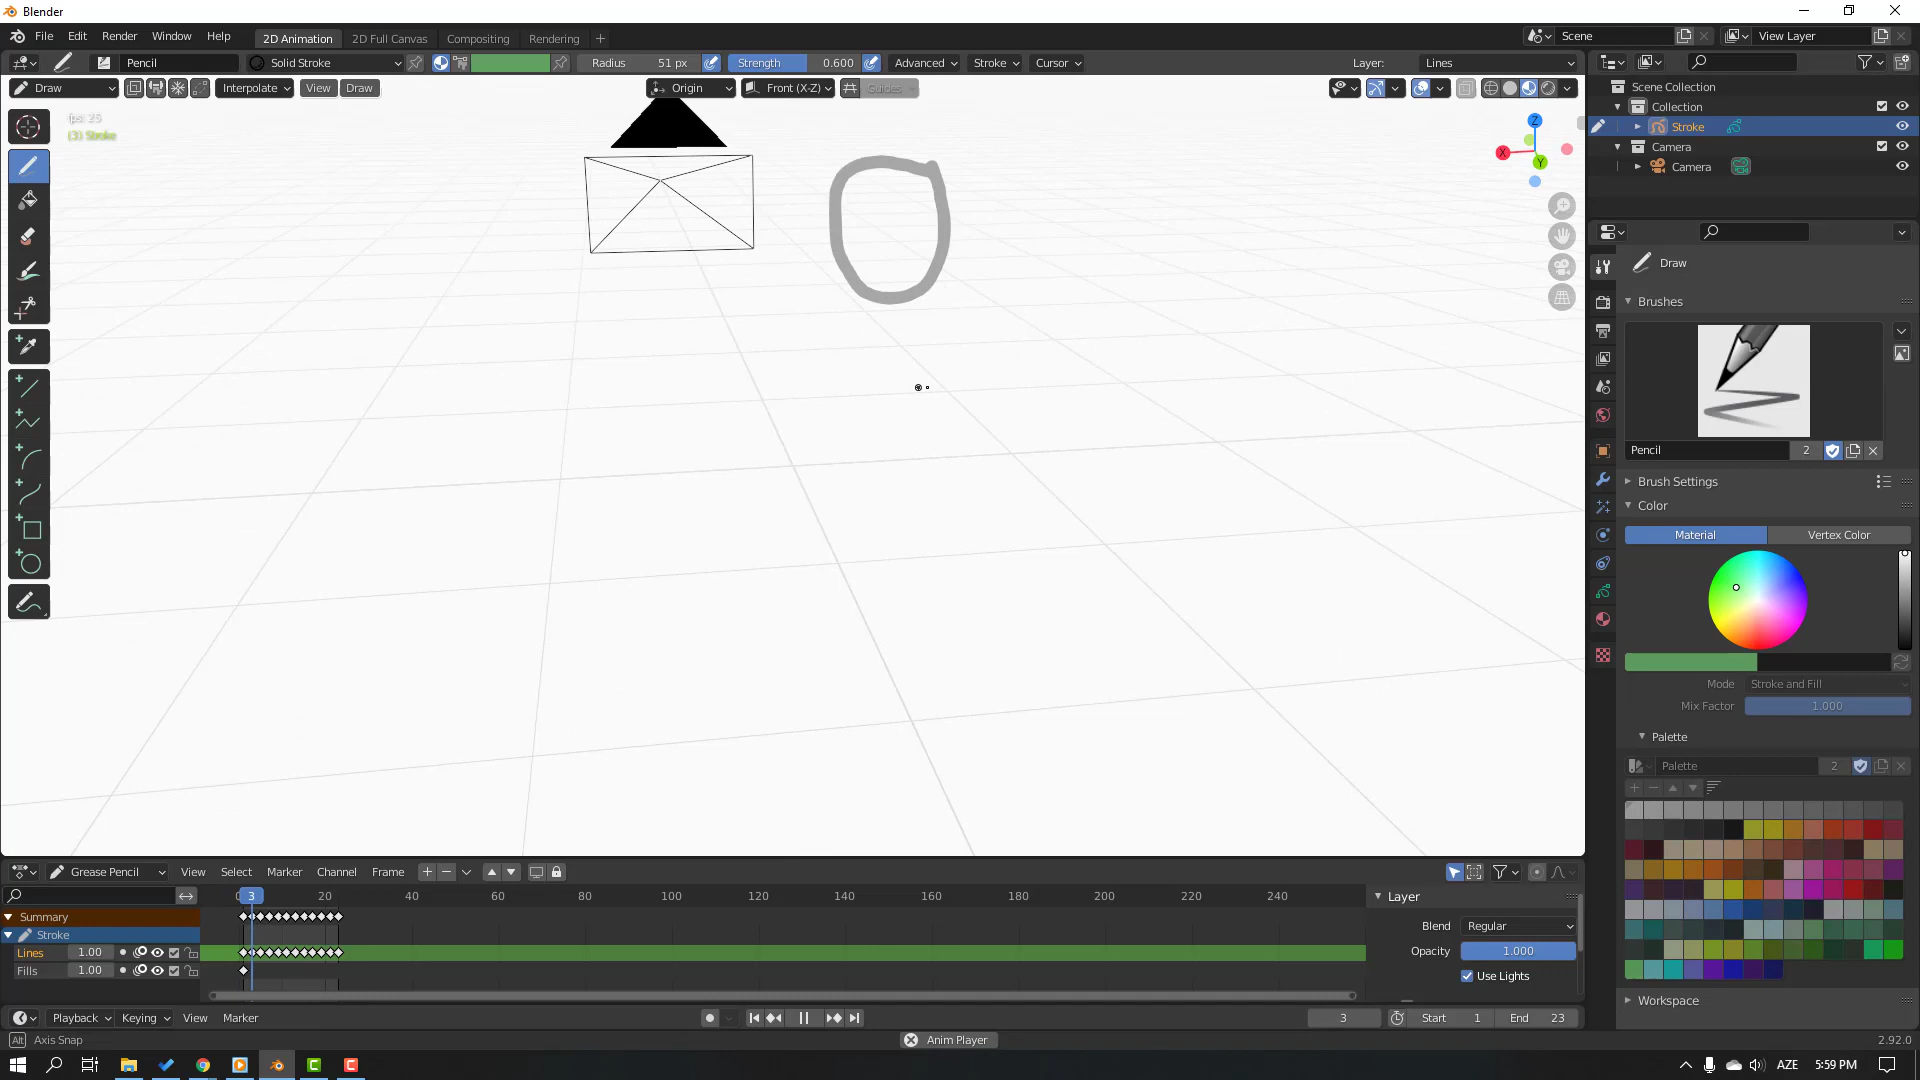 Blender
File Edit Render Window Help 2D Animation 2D Full Canvas Compositing Rendering + Scene View Layer
Pencil Solid Stroke Radius 51 px Strength 0.600 Advanced Stroke Cursor Layer: Lines
Draw Interpolate View Draw Origin Front (X-Z) Guides
fps: 25
(3) Stroke
Z
X
Y
Scene Collection
Collection
Stroke
Camera
Camera
Draw
Brushes
Pencil 2
Brush Settings
Color
Material Vertex Color
Mode Stroke and Fill
Mix Factor 1.000
Palette
Palette 2
Workspace
Grease Pencil View Select Marker Channel Frame
3 20 40 60 80 100 120 140 160 180 200 220 240
Summary
Stroke
Lines 1.00
Fills 1.00
Layer
Blend Regular
Opacity 1.000
Use Lights
Playback Keying View Marker 3 Start 1 End 23
Alt Axis Snap Anim Player 2.92.0
AZE 5:59 PM